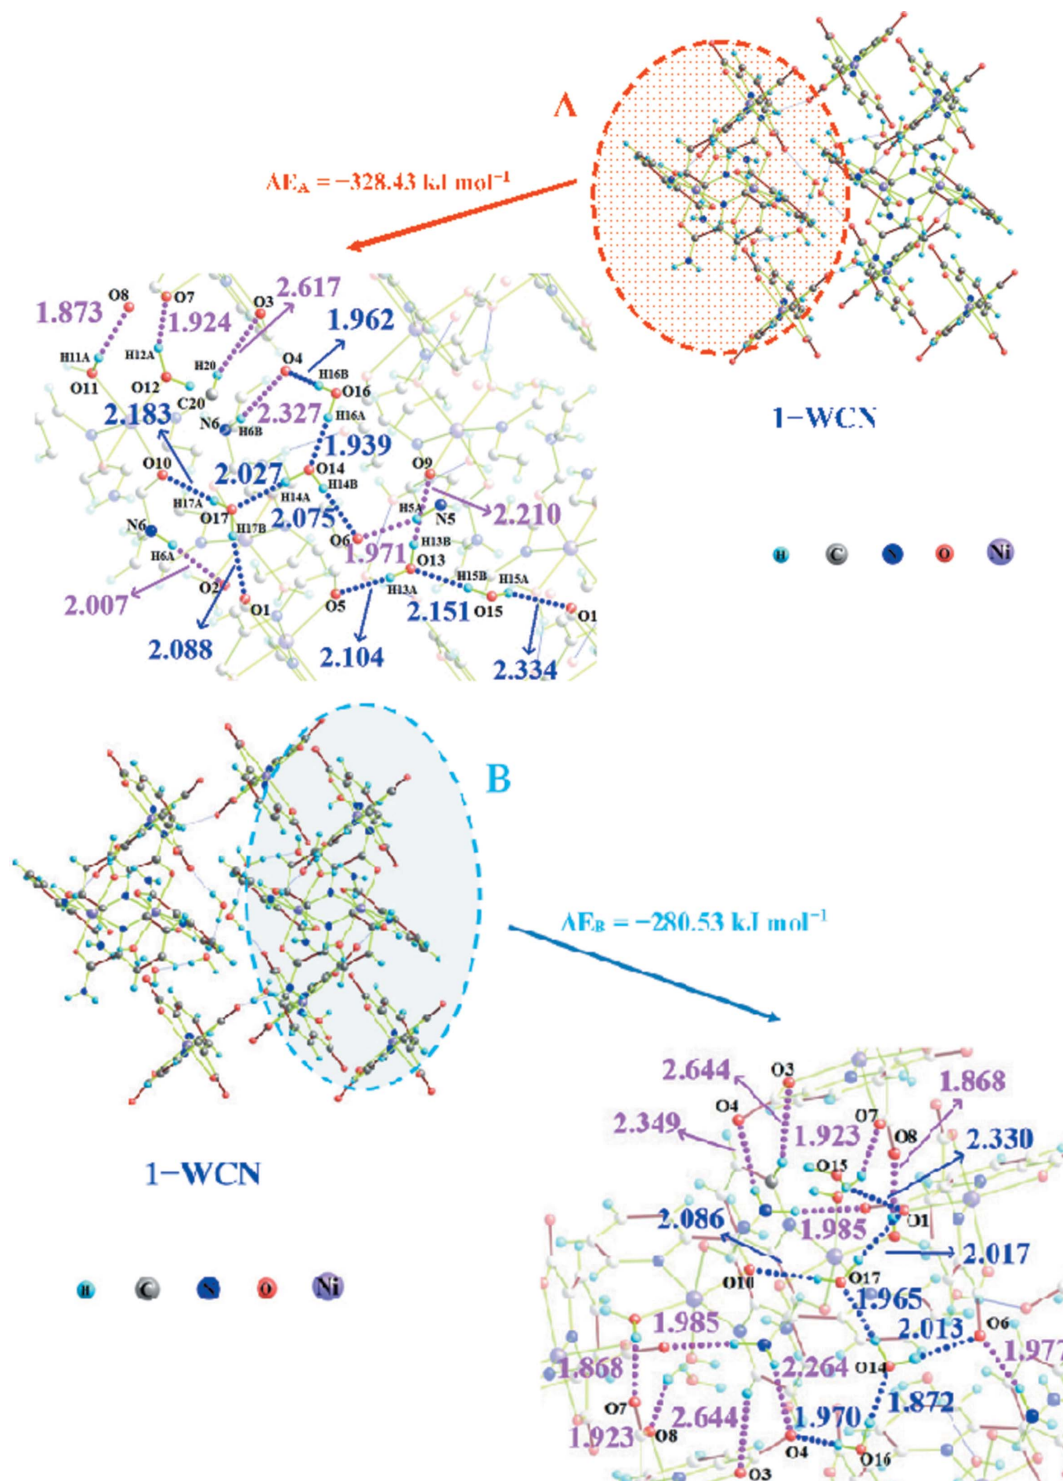 A
ΔE_A = −328.43 kJ mol⁻¹
O8
O7
O3
2.617
1.873
1.924
1.962
H11A
H12A
H20
O4
H16B
O11
O12
C20
O16
2.183
N6
H6B
2.327
H16A
1-WCN
1.939
O10
2.027
O14
O9
H14A
H14B
H17A
O17
2.075
H5A
N5
2.210
N6
H17B
O6
1.971
H13B
H6A
O13
O2
H13A
H15B
H15A
2.007
O1
O5
2.151
O15
O1
2.088
2.104
2.334
H
C
N
O
Ni
B
ΔE_B = −280.53 kJ mol⁻¹
1-WCN
H
C
N
O
Ni
2.644
O3
1.868
O4
O7
2.349
1.923
O8
2.330
O15
2.086
1.985
O1
2.017
O10
O17
1.965
O6
1.985
2.013
1.977
1.868
2.264
O14
1.872
O7
2.644
1.970
1.923
O8
O4
O16
O3